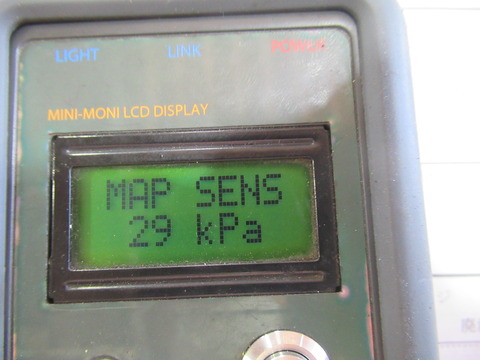 LIGHT LINK POWER
MINI-MONI LCD DISPLAY
MAP SENS
29 kPa